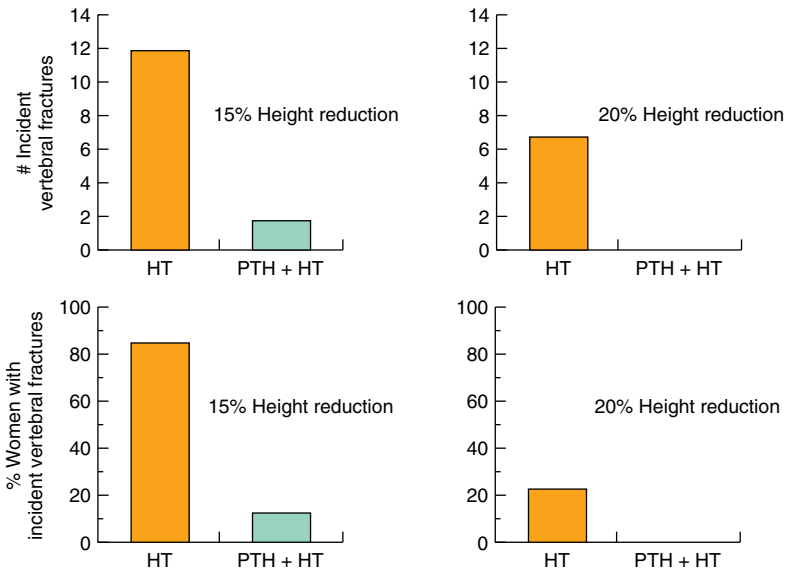 # Incident
vertebral fractures
14
12
10
8
6
4
2
0
15% Height reduction
HT
PTH + HT
14
12
10
8
6
4
2
0
20% Height reduction
HT
PTH + HT
% Women with
incident vertebral fractures
100
80
60
40
20
0
15% Height reduction
HT
PTH + HT
100
80
60
40
20
0
20% Height reduction
HT
PTH + HT